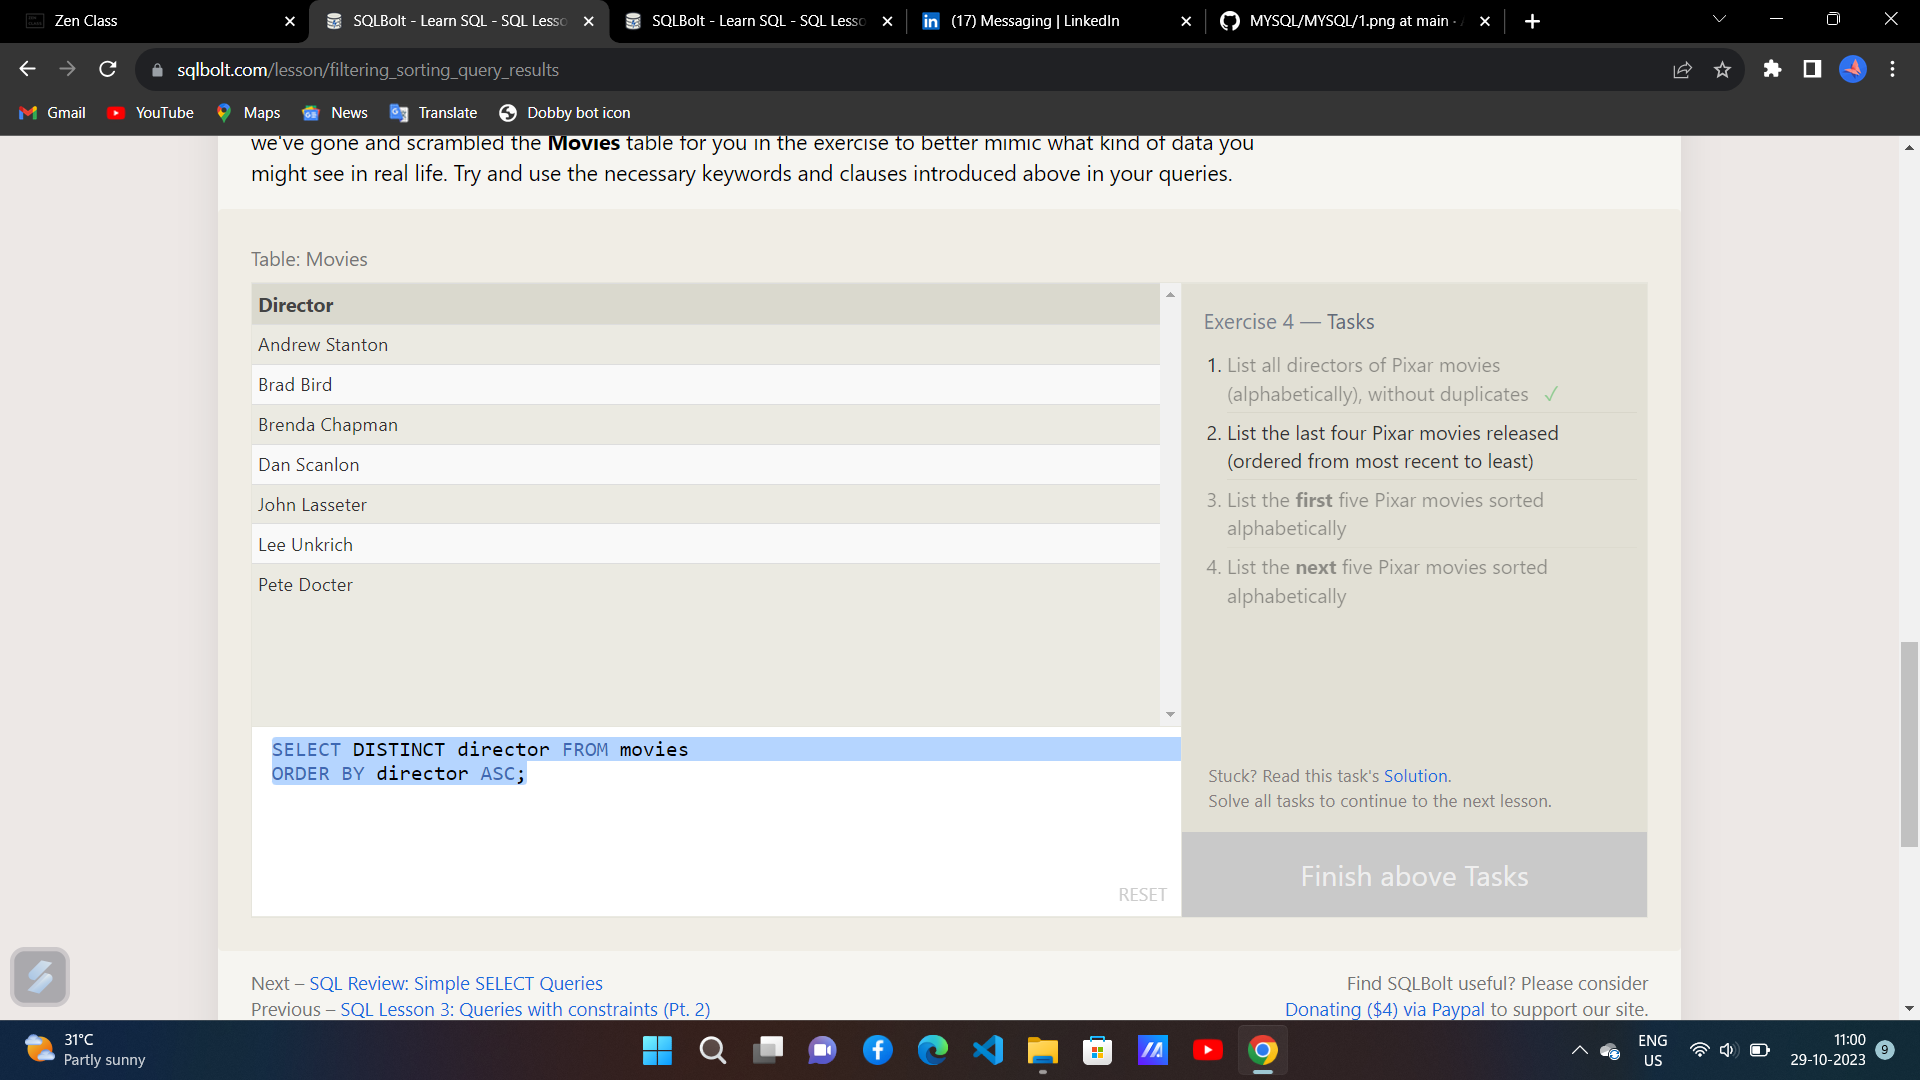 Zen Class
SQLBolt - Learn SQL - SQL Lesso
SQLBolt - Learn SQL - SQL Lesso
(17) Messaging | LinkedIn
MYSQL/MYSQL/1.png at main ·
sqlbolt.com/lesson/filtering_sorting_query_results
Gmail
YouTube
Maps
News
Translate
Dobby bot icon
we've gone and scrambled the Movies table for you in the exercise to better mimic what kind of data you
might see in real life. Try and use the necessary keywords and clauses introduced above in your queries.
Table: Movies
Director
Andrew Stanton
Brad Bird
Brenda Chapman
Dan Scanlon
John Lasseter
Lee Unkrich
Pete Docter
SELECT DISTINCT director FROM movies
ORDER BY director ASC;
RESET
Exercise 4 — Tasks
1. List all directors of Pixar movies
(alphabetically), without duplicates ✓
2. List the last four Pixar movies released
(ordered from most recent to least)
3. List the first five Pixar movies sorted
alphabetically
4. List the next five Pixar movies sorted
alphabetically
Stuck? Read this task's Solution.
Solve all tasks to continue to the next lesson.
Finish above Tasks
Next – SQL Review: Simple SELECT Queries
Previous – SQL Lesson 3: Queries with constraints (Pt. 2)
Find SQLBolt useful? Please consider
Donating ($4) via Paypal to support our site.
31°C
Partly sunny
ENG
US
11:00
29-10-2023
9